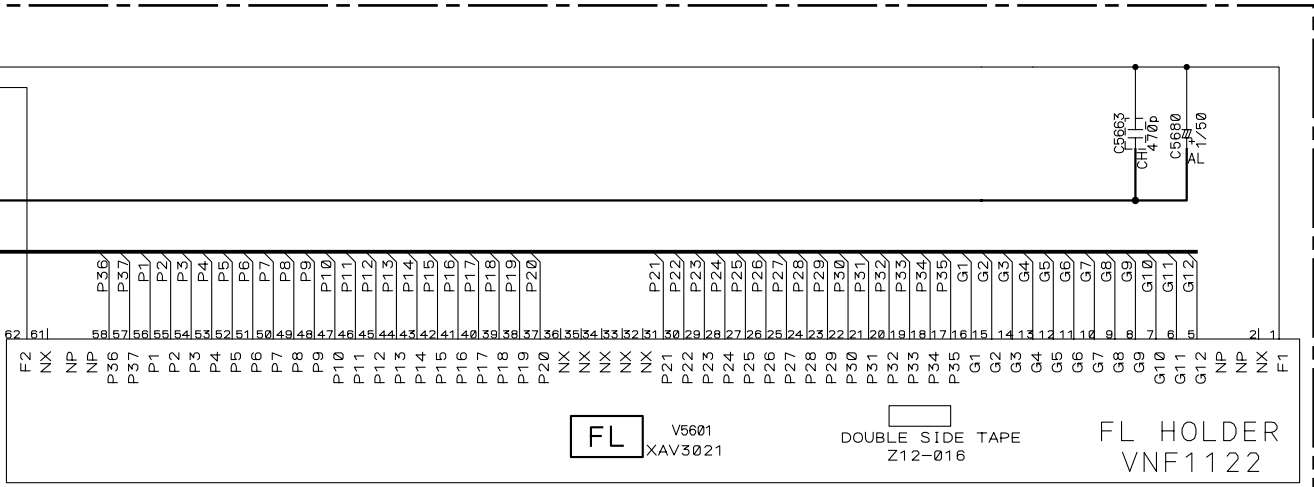 C5663
CH
470p
C5680
AL
1/50
P36 P37 P1 P2 P3 P4 P5 P6 P7 P8 P9 P10 P11 P12 P13 P14 P15 P16 P17 P18 P19 P20 P21 P22 P23 P24 P25 P26 P27 P28 P29 P30 P31 P32 P33 P34 P35 G1 G2 G3 G4 G5 G6 G7 G8 G9 G10 G11 G12
62 61 58 57 56 55 54 53 52 51 50 49 48 47 46 45 44 43 42 41 40 39 38 37 36 35 34 33 32 31 30 29 28 27 26 25 24 23 22 21 20 19 18 17 16 15 14 13 12 11 10 9 8 7 6 5 2 1
F2 NX NP NP P36 P37 P1 P2 P3 P4 P5 P6 P7 P8 P9 P10 P11 P12 P13 P14 P15 P16 P17 P18 P19 P20 NX NX NX NX NX P21 P22 P23 P24 P25 P26 P27 P28 P29 P30 P31 P32 P33 P34 P35 G1 G2 G3 G4 G5 G6 G7 G8 G9 G10 G11 G12 NP NP NX F1
FL
V5601
XAV3021
DOUBLE SIDE TAPE
Z12-016
FL HOLDER
VNF1122